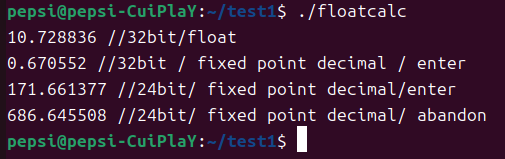 pepsi@pepsi-CuiPlaY:~/test1$ ./floatcalc
10.728836 //32bit/float
0.670552 //32bit / fixed point decimal / enter
171.661377 //24bit/ fixed point decimal/enter
686.645508 //24bit/ fixed point decimal/ abandon
pepsi@pepsi-CuiPlaY:~/test1$